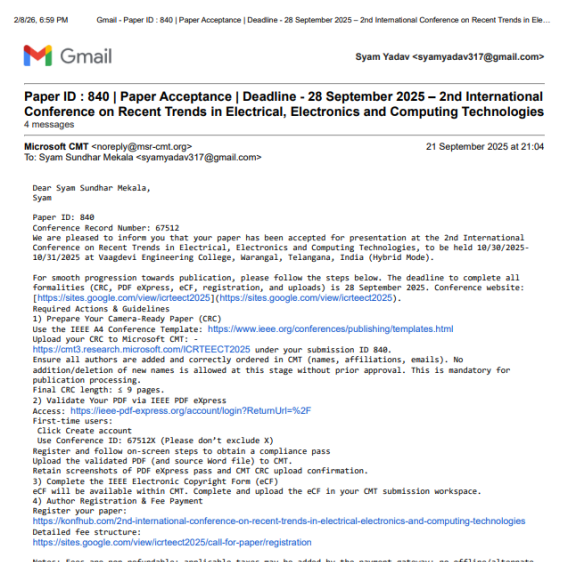 2/8/26, 6:59 PM Gmail - Paper ID : 840 | Paper Acceptance | Deadline - 28 September 2025 – 2nd International Conference on Recent Trends in Ele...
Gmail
Syam Yadav <syamyadav317@gmail.com>
Paper ID : 840 | Paper Acceptance | Deadline - 28 September 2025 – 2nd International
Conference on Recent Trends in Electrical, Electronics and Computing Technologies
4 messages
Microsoft CMT <noreply@msr-cmt.org> 21 September 2025 at 21:04
To: Syam Sundhar Mekala <syamyadav317@gmail.com>
Dear Syam Sundhar Mekala,
Syam
Paper ID: 840
Conference Record Number: 67512
We are pleased to inform you that your paper has been accepted for presentation at the 2nd International
Conference on Recent Trends in Electrical, Electronics and Computing Technologies, to be held 10/30/2025-
10/31/2025 at Vaagdevi Engineering College, Warangal, Telangana, India (Hybrid Mode).
For smooth progression towards publication, please follow the steps below. The deadline to complete all
formalities (CRC, PDF eXpress, eCF, registration, and uploads) is 28 September 2025. Conference website:
[https://sites.google.com/view/icrteect2025](https://sites.google.com/view/icrteect2025).
Required Actions & Guidelines
1) Prepare Your Camera-Ready Paper (CRC)
Use the IEEE A4 Conference Template: https://www.ieee.org/conferences/publishing/templates.html
Upload your CRC to Microsoft CMT: -
https://cmt3.research.microsoft.com/ICRTEECT2025 under your submission ID 840.
Ensure all authors are added and correctly ordered in CMT (names, affiliations, emails). No
addition/deletion of new names is allowed at this stage without prior approval. This is mandatory for
publication processing.
Final CRC length: ≤ 9 pages.
2) Validate Your PDF via IEEE PDF eXpress
Access: https://ieee-pdf-express.org/account/login?ReturnUrl=%2F
First-time users:
Click Create account
Use Conference ID: 67512X (Please don't exclude X)
Register and follow on-screen steps to obtain a compliance pass
Upload the validated PDF (and source Word file) to CMT.
Retain screenshots of PDF eXpress pass and CMT CRC upload confirmation.
3) Complete the IEEE Electronic Copyright Form (eCF)
eCF will be available within CMT. Complete and upload the eCF in your CMT submission workspace.
4) Author Registration & Fee Payment
Register your paper:
https://konfhub.com/2nd-international-conference-on-recent-trends-in-electrical-electronics-and-computing-technologies
Detailed fee structure:
https://sites.google.com/view/icrteect2025/call-for-paper/registration
Notes: Fees are non-refundable; applicable taxes may be added by the payment gateway; no offline/alternate